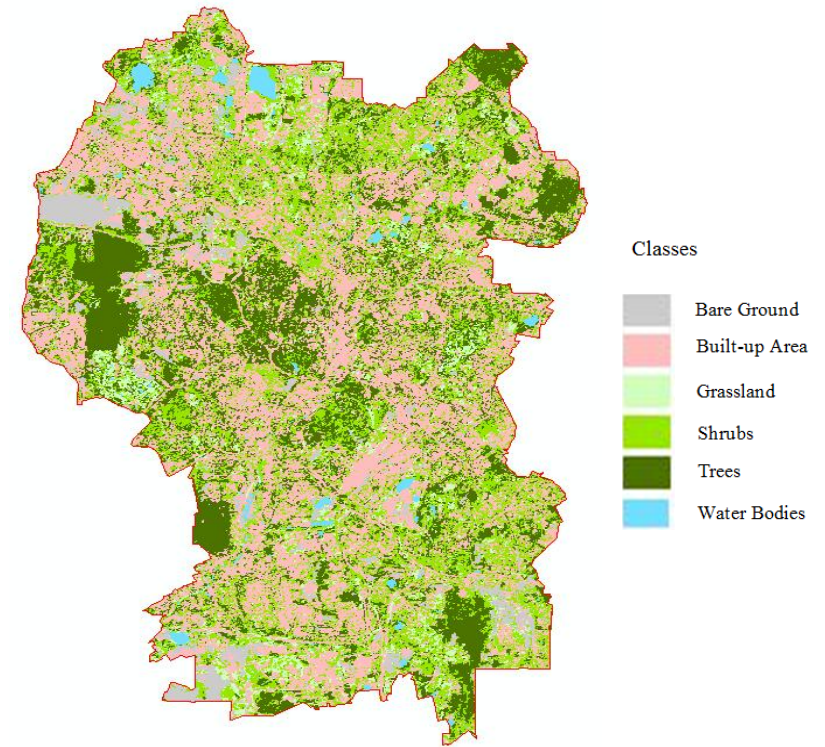 Classes
Bare Ground
Built-up Area
Grassland
Shrubs
Trees
Water Bodies